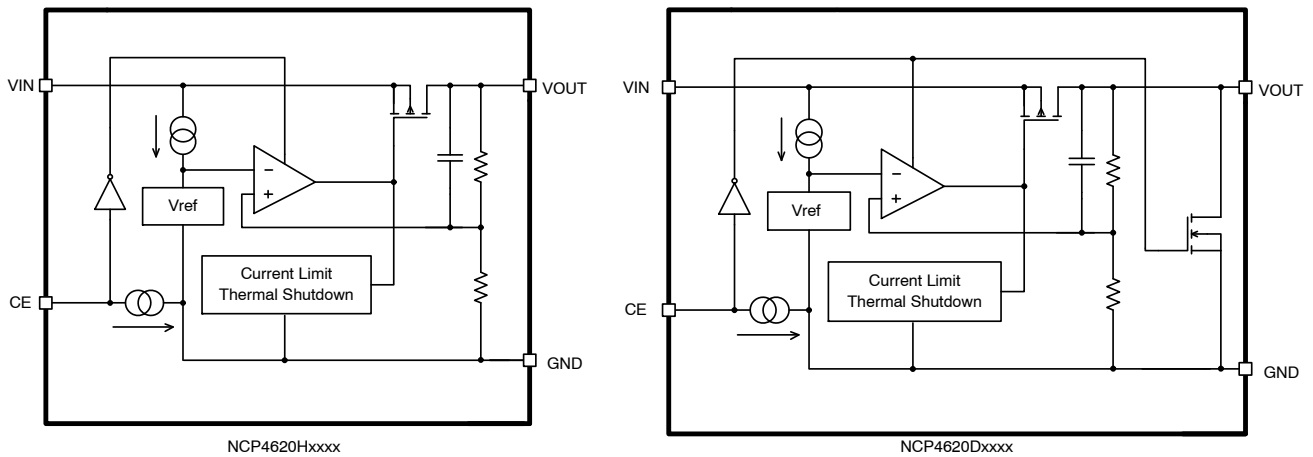 VIN
VOUT
−
+
Vref
Current Limit
Thermal Shutdown
CE
GND
NCP4620Hxxxx
VIN
VOUT
−
+
Vref
Current Limit
Thermal Shutdown
CE
GND
NCP4620Dxxxx